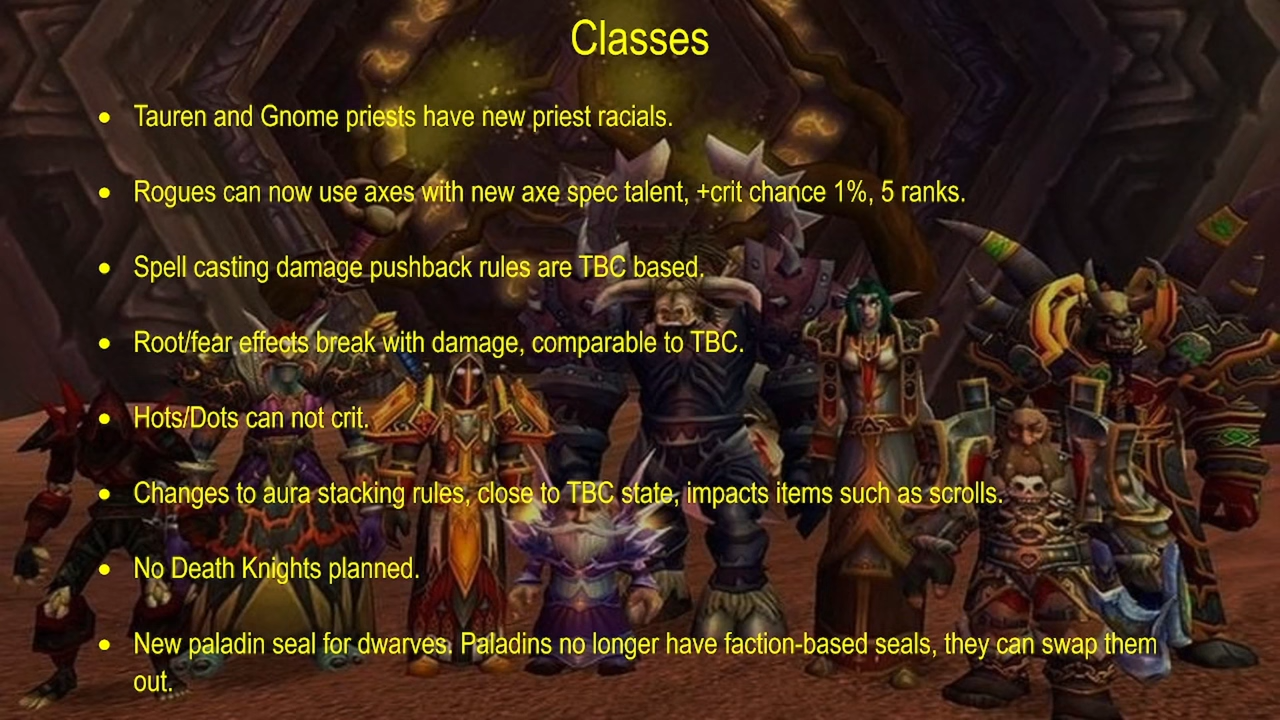 Classes
• Tauren and Gnome priests have new priest racials.
• Rogues can now use axes with new axe spec talent, +crit chance 1%, 5 ranks.
• Spell casting damage pushback rules are TBC based.
• Root/fear effects break with damage, comparable to TBC.
• Hots/Dots can not crit.
• Changes to aura stacking rules, close to TBC state, impacts items such as scrolls.
• No Death Knights planned.
• New paladin seal for dwarves. Paladins no longer have faction-based seals, they can swap them
out.